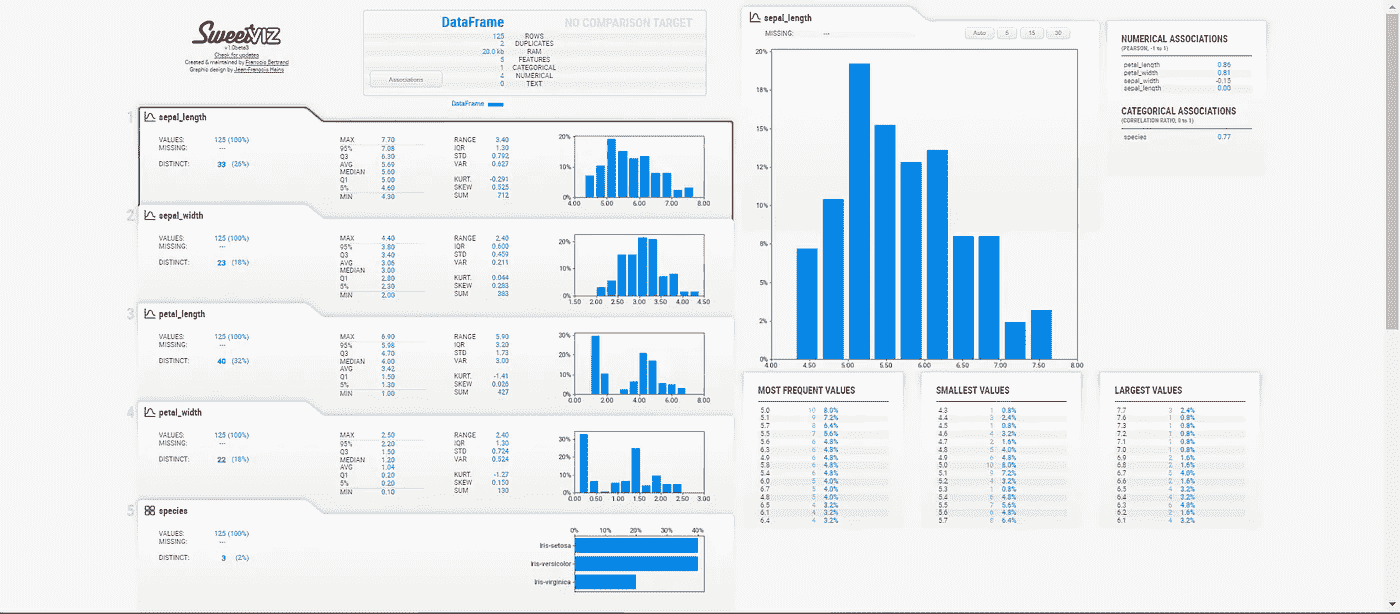 SweetVIZ
v1.0beta3
Check for updates
Created & maintained by Francois Bertrand
Graphic design by Jean-Francois Hains
DataFrame NO COMPARISON TARGET
125 ROWS
2 DUPLICATES
20.0 kb RAM
5 FEATURES
1 CATEGORICAL
4 NUMERICAL
0 TEXT
Associations
DataFrame
1 sepal_length
VALUES: 125 (100%)
MISSING: ---
DISTINCT: 33 (26%)
MAX 7.70
95% 7.08
Q3 6.30
AVG 5.69
MEDIAN 5.60
Q1 5.00
5% 4.60
MIN 4.30
RANGE 3.40
IQR 1.30
STD 0.792
VAR 0.627
KURT. -0.291
SKEW 0.525
SUM 712
20%
10%
0%
4.00 5.00 6.00 7.00 8.00
2 sepal_width
VALUES: 125 (100%)
MISSING: ---
DISTINCT: 23 (18%)
MAX 4.40
95% 3.80
Q3 3.40
AVG 3.06
MEDIAN 3.00
Q1 2.80
5% 2.30
MIN 2.00
RANGE 2.40
IQR 0.600
STD 0.459
VAR 0.211
KURT. 0.044
SKEW 0.283
SUM 383
20%
10%
0%
1.50 2.00 2.50 3.00 3.50 4.00 4.50
3 petal_length
VALUES: 125 (100%)
MISSING: ---
DISTINCT: 40 (32%)
MAX 6.90
95% 5.98
Q3 4.70
MEDIAN 4.00
AVG 3.42
Q1 1.50
5% 1.30
MIN 1.00
RANGE 5.90
IQR 3.20
STD 1.73
VAR 3.00
KURT. -1.41
SKEW 0.026
SUM 427
30%
20%
10%
0%
0.00 2.00 4.00 6.00 8.00
4 petal_width
VALUES: 125 (100%)
MISSING: ---
DISTINCT: 22 (18%)
MAX 2.50
95% 2.20
Q3 1.50
MEDIAN 1.20
AVG 1.04
Q1 0.20
5% 0.20
MIN 0.10
RANGE 2.40
IQR 1.30
STD 0.724
VAR 0.524
KURT. -1.27
SKEW 0.150
SUM 130
30%
20%
10%
0%
0.00 0.50 1.00 1.50 2.00 2.50 3.00
5 species
VALUES: 125 (100%)
MISSING: ---
DISTINCT: 3 (2%)
0% 10% 20% 30% 40%
Iris-setosa
Iris-versicolor
Iris-virginica
sepal_length
MISSING: ---
Auto 5 15 30
20%
18%
15%
12%
10%
8%
5%
2%
0%
4.00 4.50 5.00 5.50 6.00 6.50 7.00 7.50 8.00
NUMERICAL ASSOCIATIONS
(PEARSON, -1 to 1)
petal_length 0.86
petal_width 0.81
sepal_width -0.15
sepal_length 0.00
CATEGORICAL ASSOCIATIONS
(CORRELATION RATIO, 0 to 1)
species 0.77
MOST FREQUENT VALUES
5.0 10 8.0%
5.1 9 7.2%
5.7 8 6.4%
5.5 7 5.6%
5.6 6 4.8%
6.3 6 4.8%
4.9 6 4.8%
5.8 6 4.8%
5.4 6 4.8%
6.0 5 4.0%
6.7 5 4.0%
4.8 5 4.0%
6.5 4 3.2%
6.1 4 3.2%
6.4 4 3.2%
SMALLEST VALUES
4.3 1 0.8%
4.4 3 2.4%
4.5 1 0.8%
4.6 4 3.2%
4.7 2 1.6%
4.8 5 4.0%
4.9 6 4.8%
5.0 10 8.0%
5.1 9 7.2%
5.2 4 3.2%
5.3 1 0.8%
5.4 6 4.8%
5.5 7 5.6%
5.6 6 4.8%
5.7 8 6.4%
LARGEST VALUES
7.7 3 2.4%
7.6 1 0.8%
7.3 1 0.8%
7.2 1 0.8%
7.1 1 0.8%
7.0 1 0.8%
6.9 2 1.6%
6.8 2 1.6%
6.7 5 4.0%
6.6 2 1.6%
6.5 4 3.2%
6.4 4 3.2%
6.3 6 4.8%
6.2 2 1.6%
6.1 4 3.2%